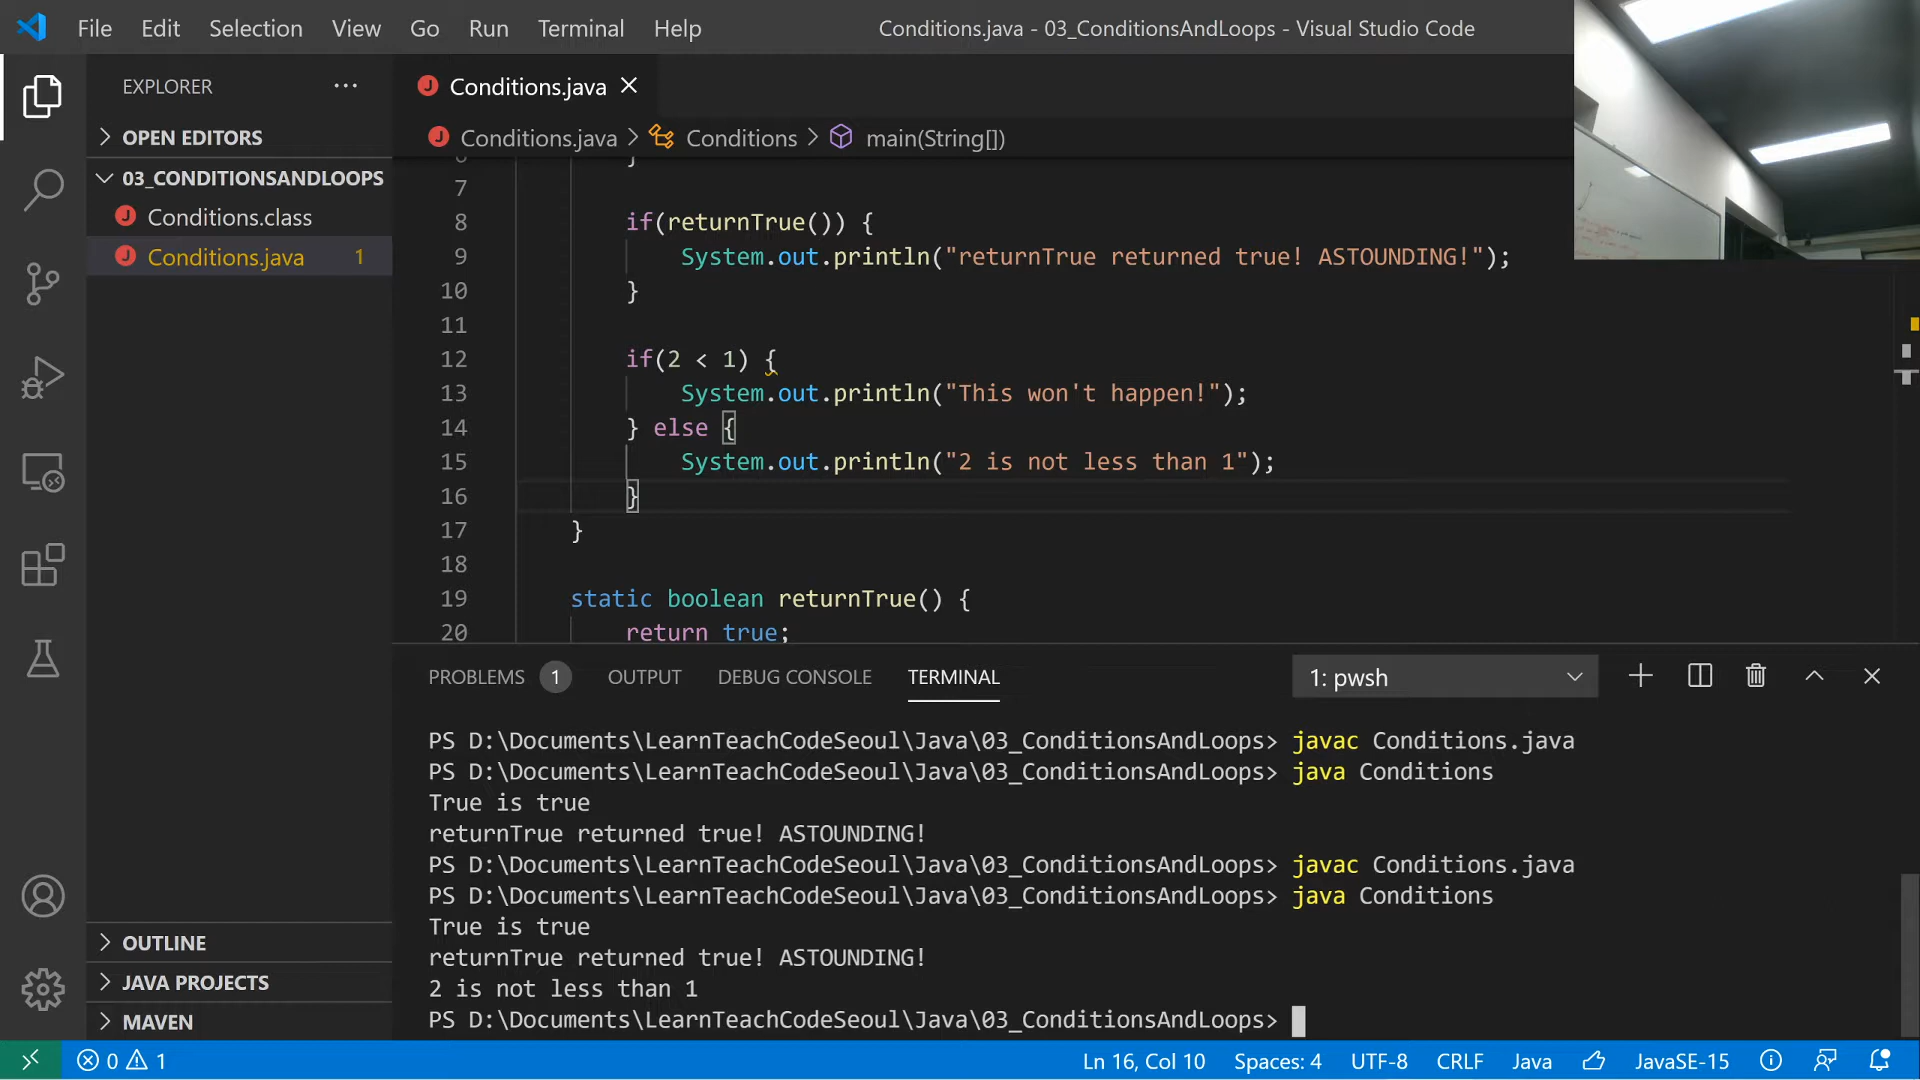 File Edit Selection View Go Run Terminal Help Conditions.java - 03_ConditionsAndLoops - Visual Studio Code
EXPLORER ···
OPEN EDITORS
03_CONDITIONSANDLOOPS
Conditions.class
Conditions.java 1
OUTLINE
JAVA PROJECTS
MAVEN
J Conditions.java
J Conditions.java > Conditions > main(String[])
7
8 if(returnTrue()) {
9 System.out.println("returnTrue returned true! ASTOUNDING!");
10 }
11
12 if(2 < 1) {
13 System.out.println("This won't happen!");
14 } else {
15 System.out.println("2 is not less than 1");
16 }
17 }
18
19 static boolean returnTrue() {
20 return true;
PROBLEMS 1 OUTPUT DEBUG CONSOLE TERMINAL 1: pwsh
PS D:\Documents\LearnTeachCodeSeoul\Java\03_ConditionsAndLoops> javac Conditions.java
PS D:\Documents\LearnTeachCodeSeoul\Java\03_ConditionsAndLoops> java Conditions
True is true
returnTrue returned true! ASTOUNDING!
PS D:\Documents\LearnTeachCodeSeoul\Java\03_ConditionsAndLoops> javac Conditions.java
PS D:\Documents\LearnTeachCodeSeoul\Java\03_ConditionsAndLoops> java Conditions
True is true
returnTrue returned true! ASTOUNDING!
2 is not less than 1
PS D:\Documents\LearnTeachCodeSeoul\Java\03_ConditionsAndLoops>
0 1 Ln 16, Col 10 Spaces: 4 UTF-8 CRLF Java JavaSE-15